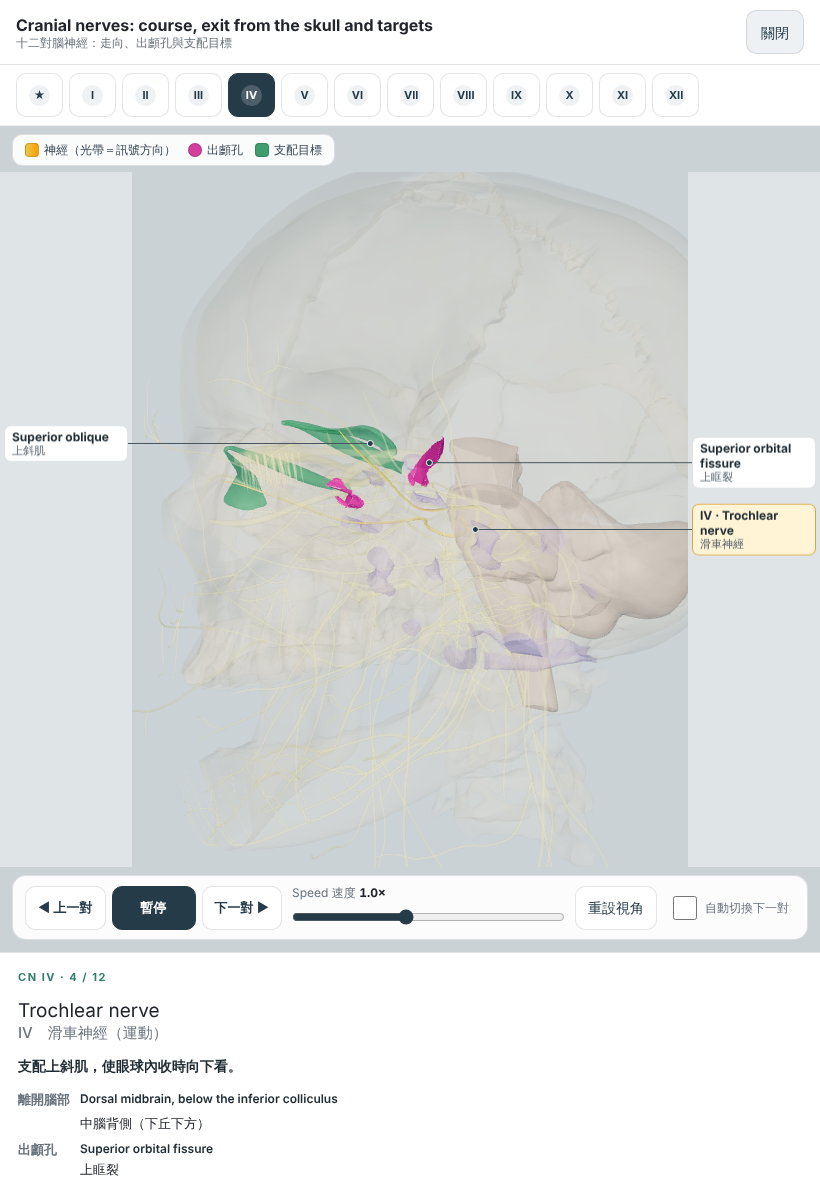 Cranial nerves: course, exit from the skull and targets
十二對腦神經：走向、出顱孔與支配目標
關閉
★ I II III IV V VI VII VIII IX X XI XII
神經（光帶＝訊號方向） 出顱孔 支配目標
Superior oblique
上斜肌
Superior orbital
fissure
上眶裂
IV · Trochlear
nerve
滑車神經
◀ 上一對 暫停 下一對 ▶ Speed 速度 1.0× 重設視角 自動切換下一對
CN IV · 4 / 12
Trochlear nerve
IV 滑車神經（運動）
支配上斜肌，使眼球內收時向下看。
離開腦部 Dorsal midbrain, below the inferior colliculus
中腦背側（下丘下方）
出顱孔 Superior orbital fissure
上眶裂